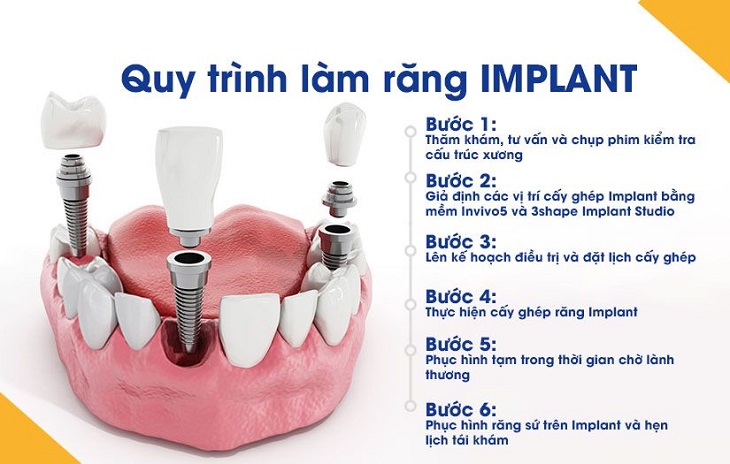 Quy trình làm răng IMPLANT
Bước 1:
Thăm khám, tư vấn và chụp phim kiểm tra
cấu trúc xương
Bước 2:
Giả định các vị trí cấy ghép Implant bằng
mềm Invivo5 và 3shape Implant Studio
Bước 3:
Lên kế hoạch điều trị và đặt lịch cấy ghép
Bước 4:
Thực hiện cấy ghép răng Implant
Bước 5:
Phục hình tạm trong thời gian chờ lành
thương
Bước 6:
Phục hình răng sứ trên Implant và hẹn
lịch tái khám